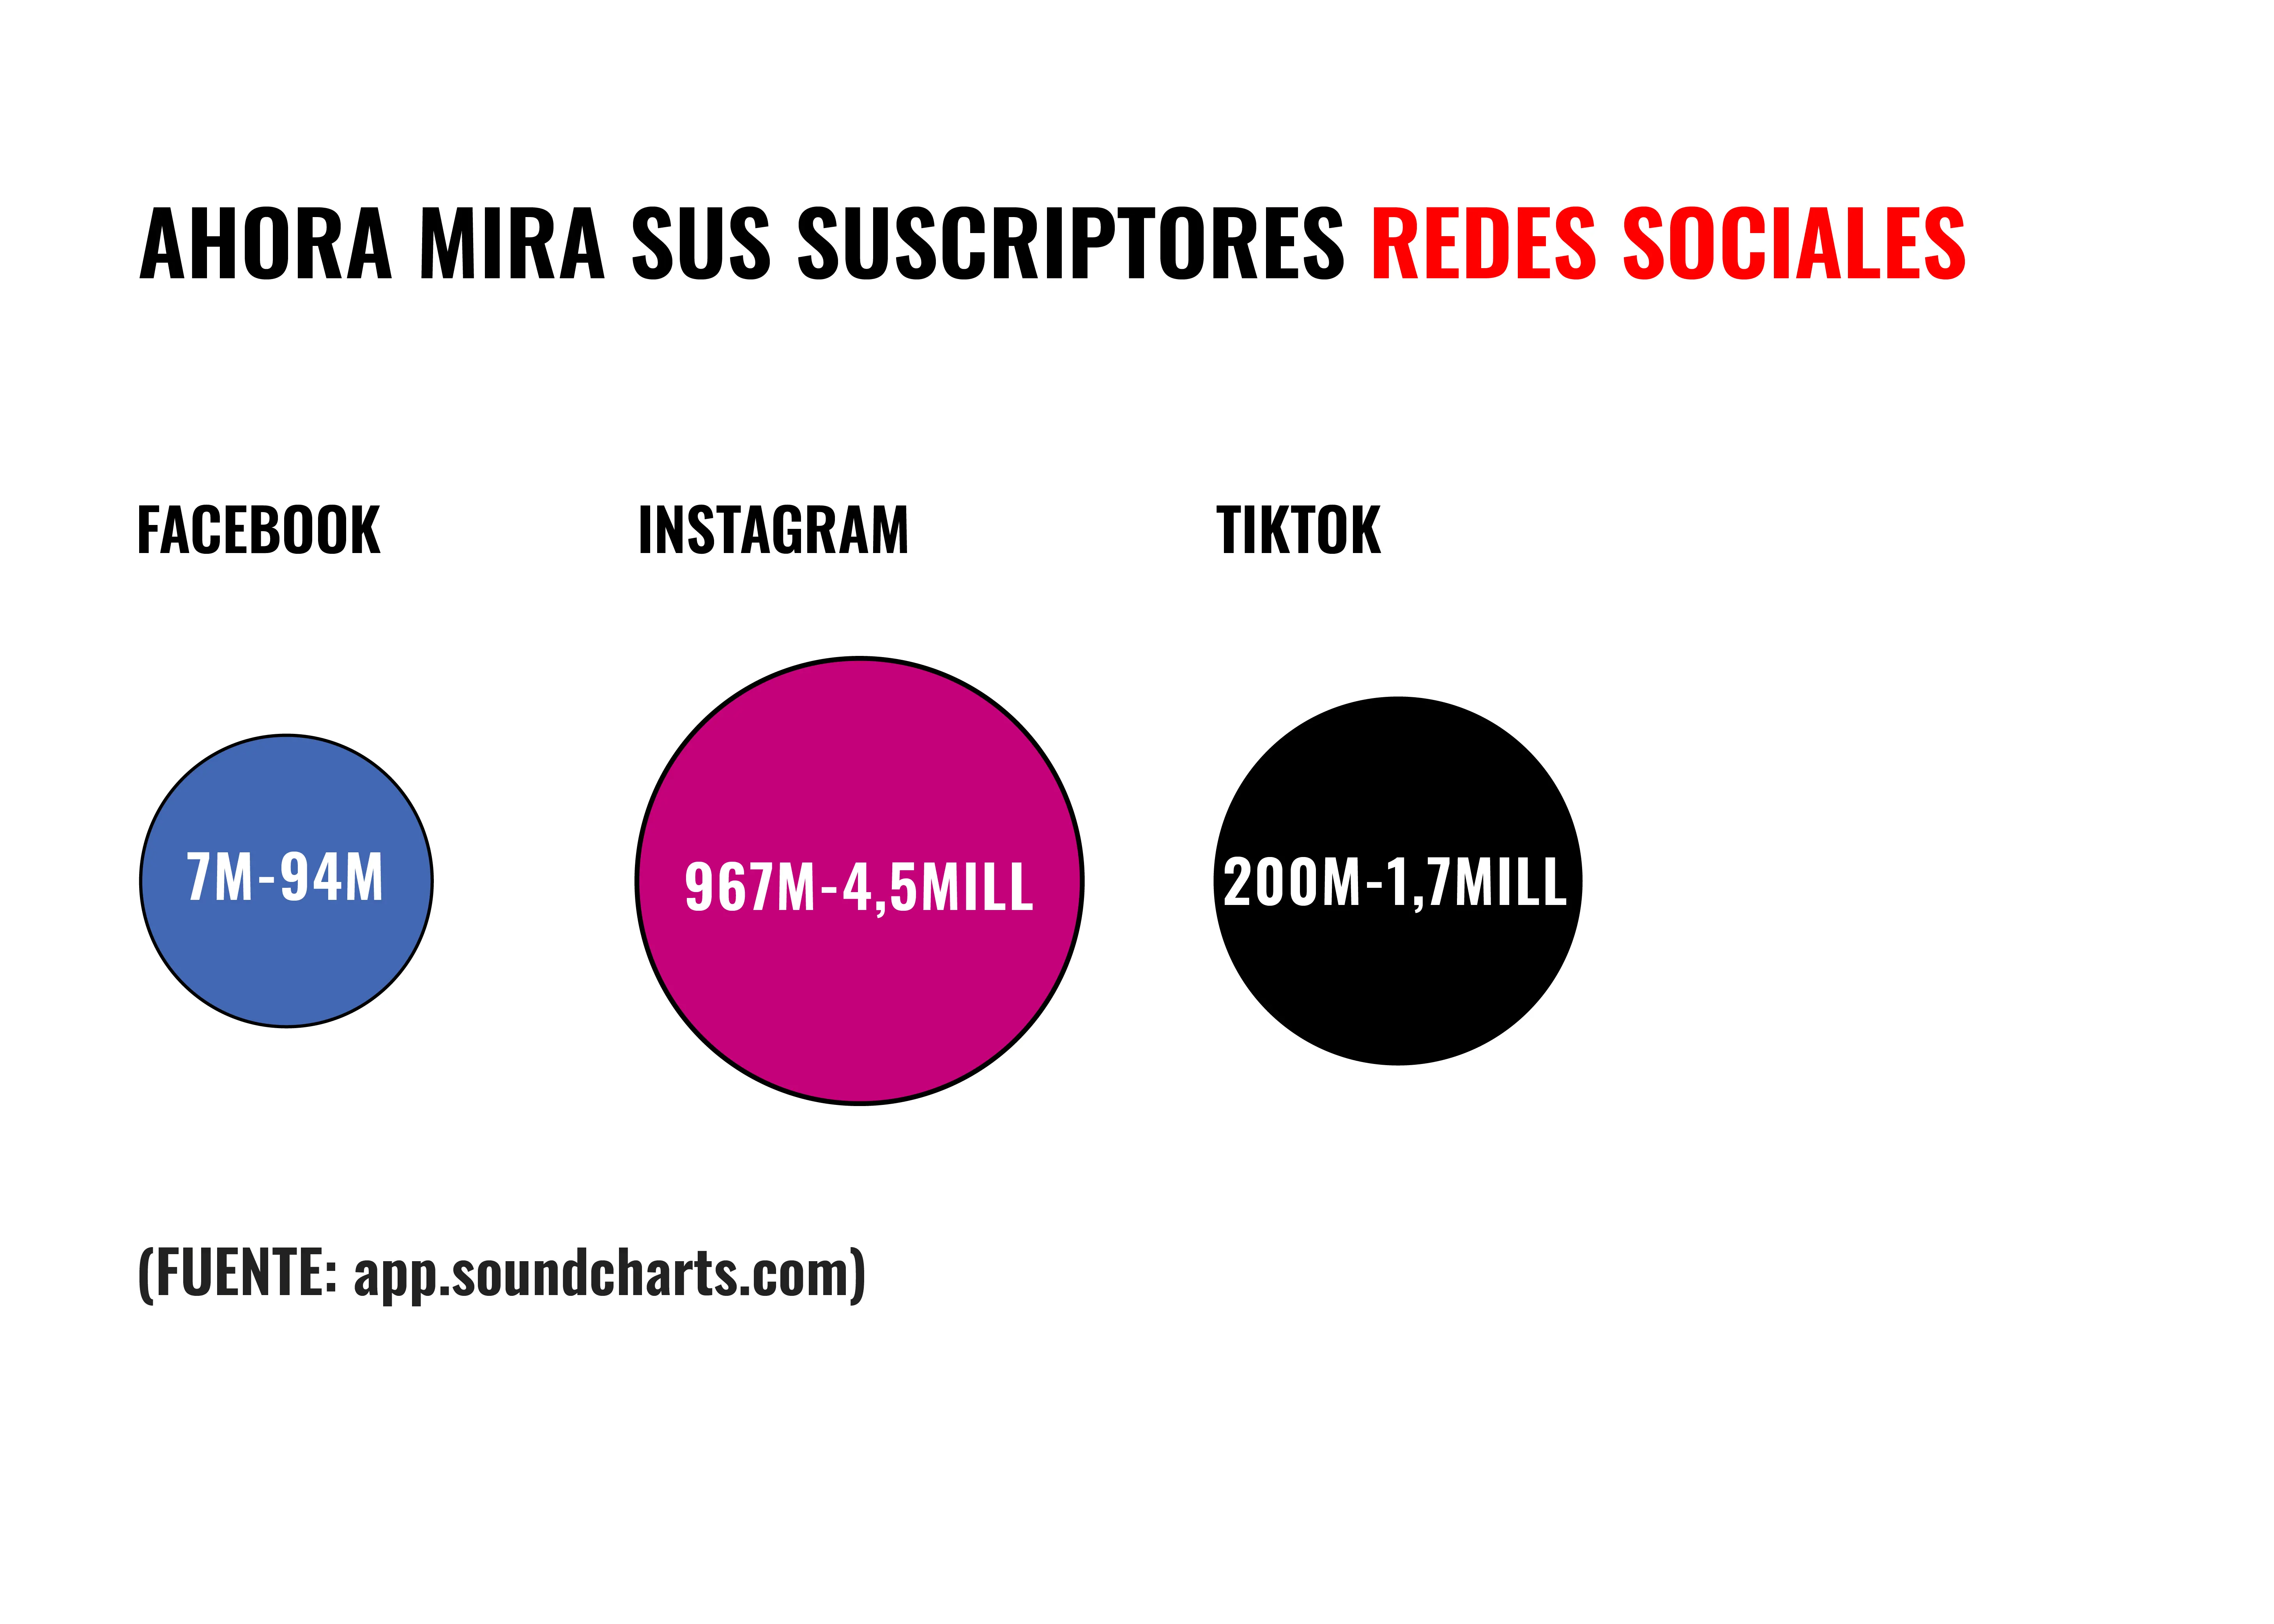 AHORA MIRA SUS SUSCRIPTORES REDES SOCIALES
FACEBOOK
INSTAGRAM
TIKTOK
7M-94M
967M-4,5MILL
200M-1,7MILL
(FUENTE: app.soundcharts.com)